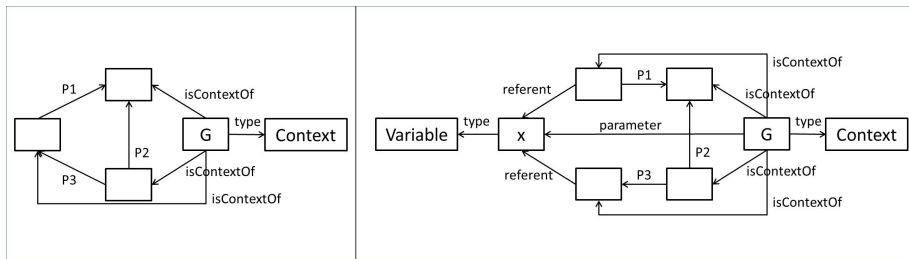 P1
isContextOf
type
G
Context
P2
P3
isContextOf
isContextOf
isContextOf
P1
referent
isContextOf
type
parameter
type
Variable
x
G
Context
P2
P3
referent
isContextOf
isContextOf